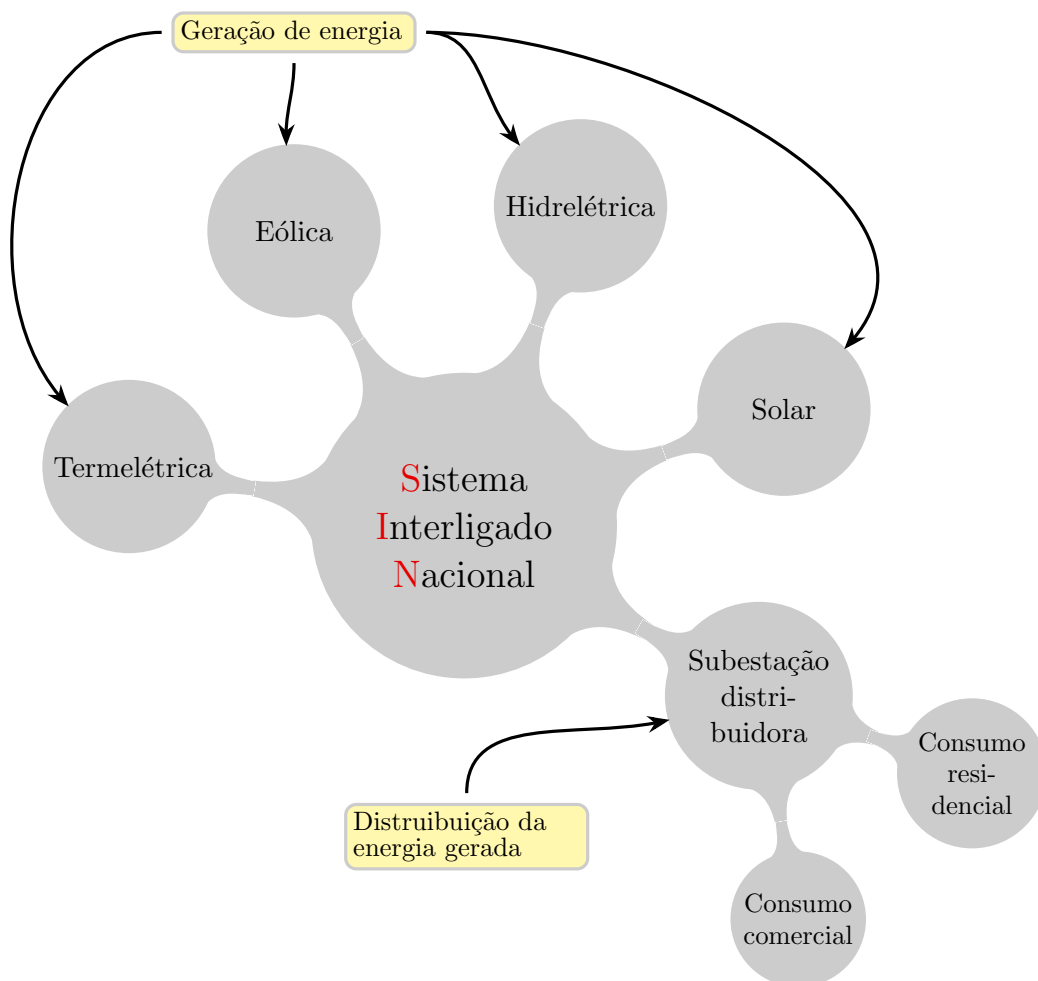 Geração de energia
Eólica
Hidrelétrica
Solar
Termelétrica
Sistema
Interligado
Nacional
Subestação
distri-
buidora
Consumo
resi-
dencial
Distruibuição da
energia gerada
Consumo
comercial